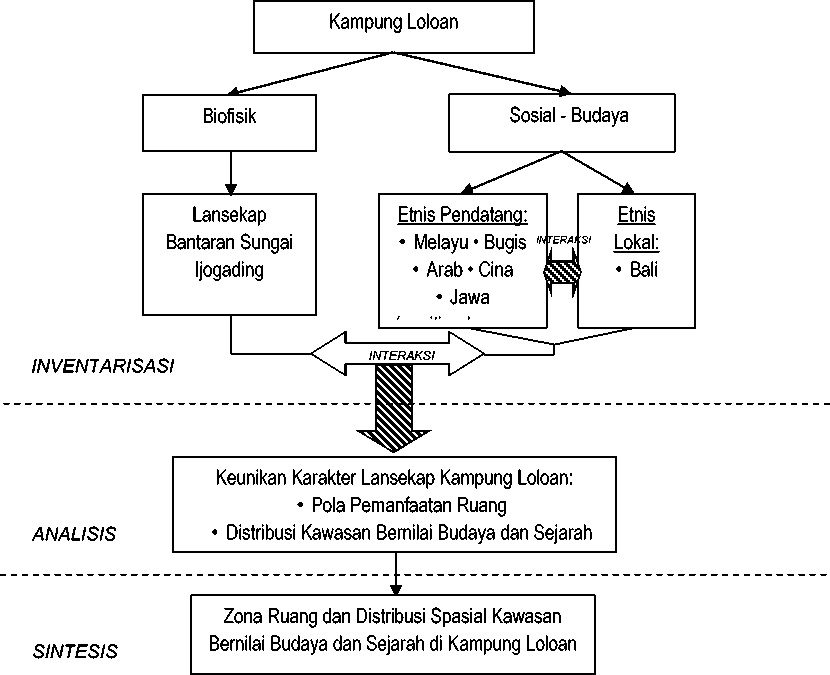 Kampung Loloan
Biofisik
Sosial - Budaya
Lansekap
Bantaran Sungai
Ijogading
Etnis Pendatang:
• Melayu • Bugis
• Arab • Cina
• Jawa
INTERAKSI
Etnis
Lokal:
• Bali
INTERAKSI
INVENTARISASI
Keunikan Karakter Lansekap Kampung Loloan:
• Pola Pemanfaatan Ruang
• Distribusi Kawasan Bernilai Budaya dan Sejarah
ANALISIS
Zona Ruang dan Distribusi Spasial Kawasan
Bernilai Budaya dan Sejarah di Kampung Loloan
SINTESIS